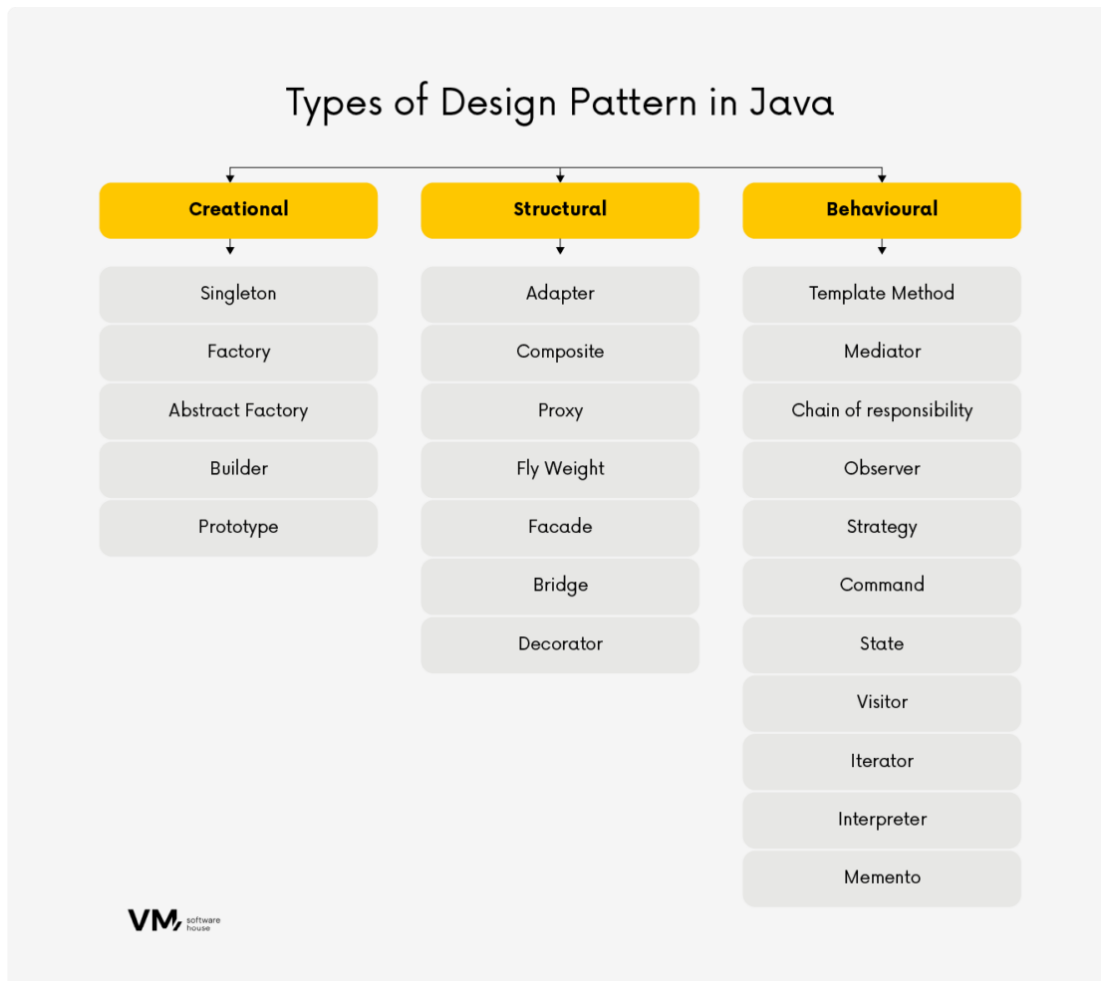 Types of Design Pattern in Java
Creational
Singleton
Factory
Abstract Factory
Builder
Prototype
Structural
Adapter
Composite
Proxy
Fly Weight
Facade
Bridge
Decorator
Behavioural
Template Method
Mediator
Chain of responsibility
Observer
Strategy
Command
State
Visitor
Iterator
Interpreter
Memento
VM
software
house